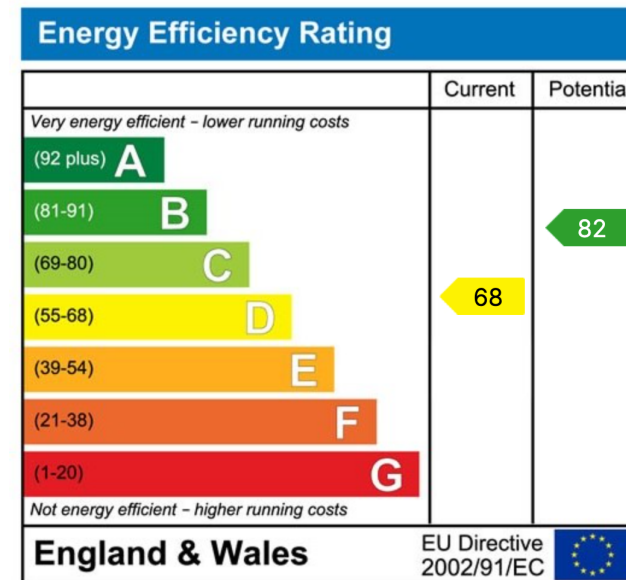 Energy Efficiency Rating
Current Potentia
Very energy efficient – lower running costs
(92 plus) A
(81-91) B
82
(69-80) C
68
(55-68) D
(39-54) E
(21-38) F
(1-20) G
Not energy efficient – higher running costs
England & Wales
EU Directive
2002/91/EC